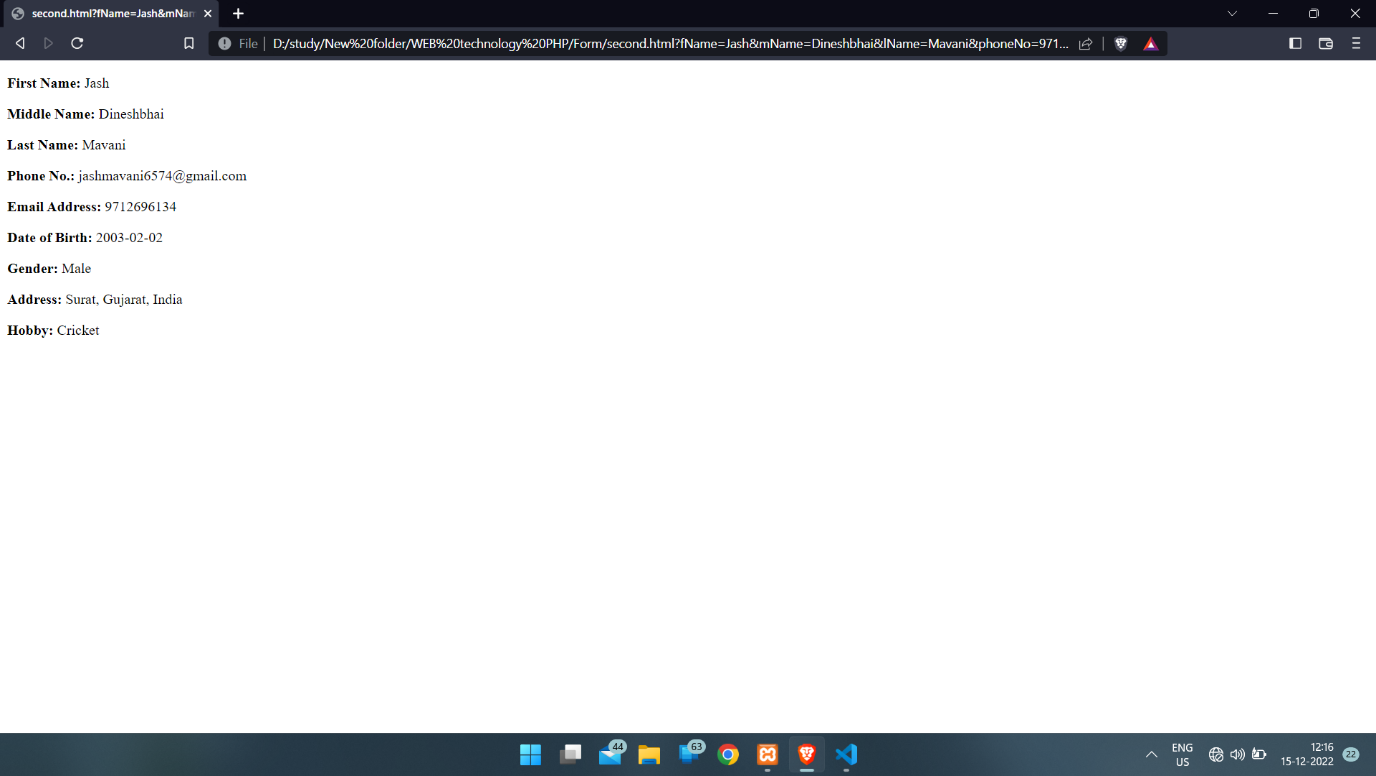 second.html?fName=Jash&mNam
File
D:/study/New%20folder/WEB%20technology%20PHP/Form/second.html?fName=Jash&mName=Dineshbhai&lName=Mavani&phoneNo=971...
First Name: Jash
Middle Name: Dineshbhai
Last Name: Mavani
Phone No.: jashmavani6574@gmail.com
Email Address: 9712696134
Date of Birth: 2003-02-02
Gender: Male
Address: Surat, Gujarat, India
Hobby: Cricket
44
63
ENG
US
12:16
15-12-2022
22